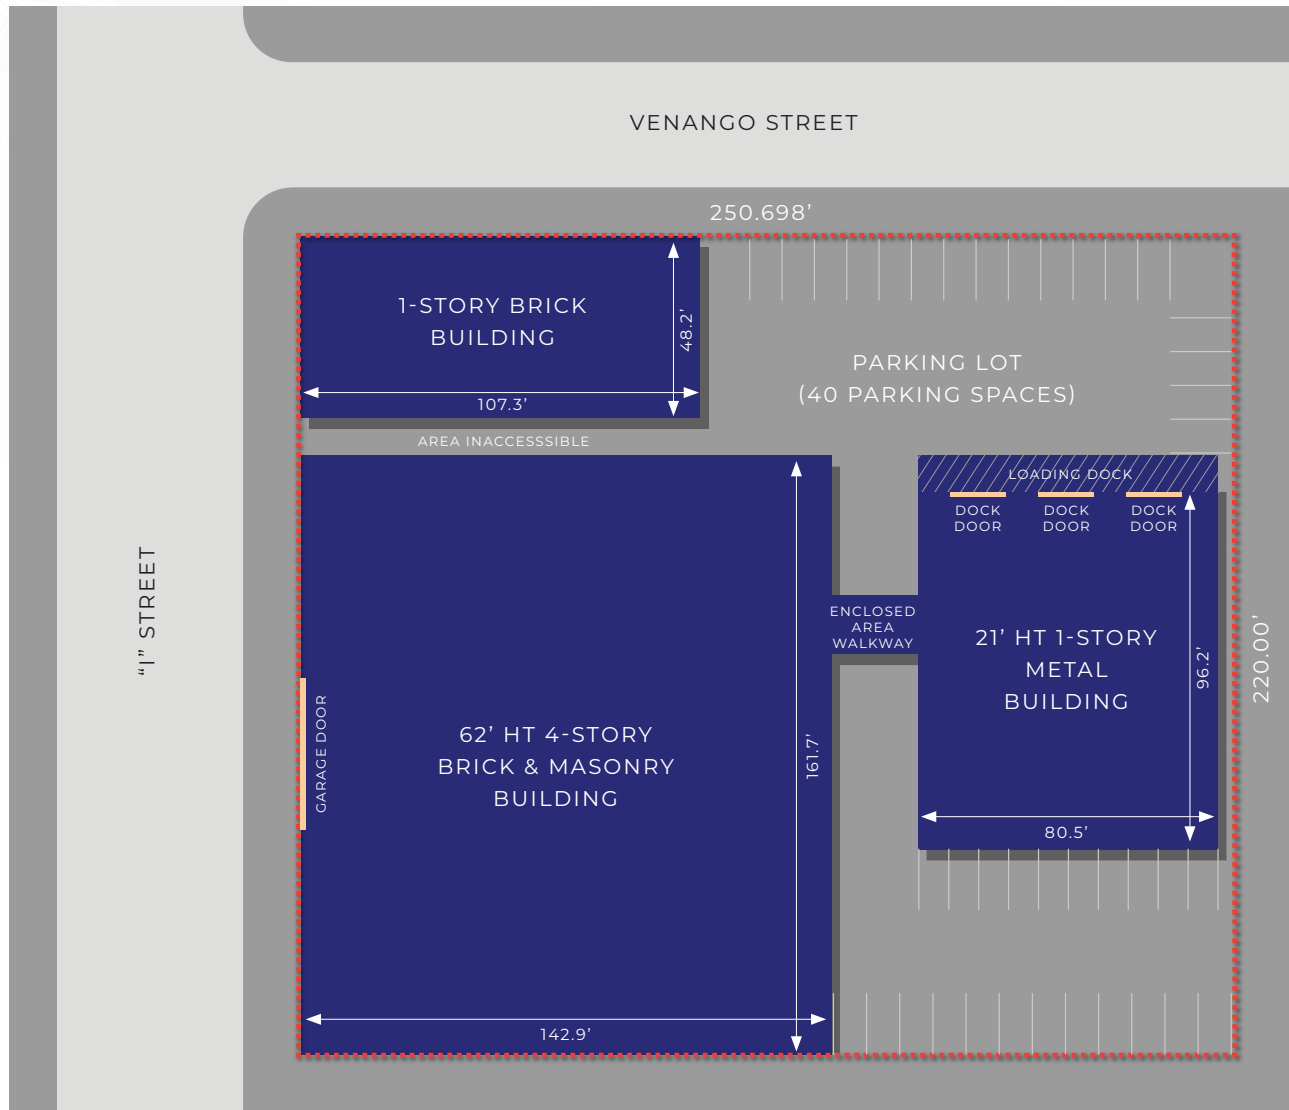 VENANGO STREET
250.698’
1-STORY BRICK
BUILDING
48.2’
107.3’
PARKING LOT
(40 PARKING SPACES)
AREA INACCESSSIBLE
LOADING DOCK
DOCK
DOOR
DOCK
DOOR
DOCK
DOOR
“I” STREET
ENCLOSED
AREA
WALKWAY
21’ HT 1-STORY
METAL
BUILDING
96.2’
220.00’
GARAGE DOOR
62’ HT 4-STORY
BRICK & MASONRY
BUILDING
161.7’
80.5’
142.9’